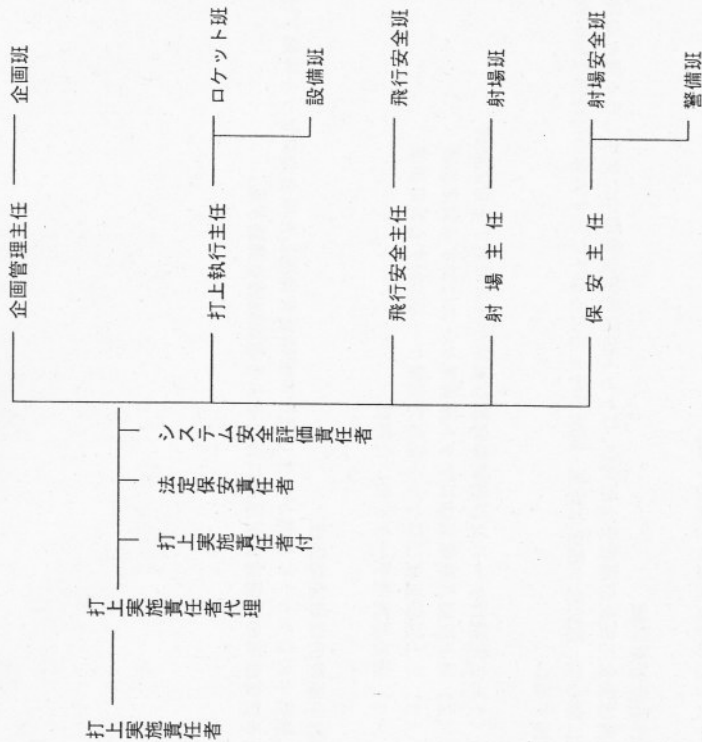 打上実施責任者
打上実施責任者代理
打上実施責任者付
法定保安責任者
システム安全評価責任者
企画管理主任
企画班
打上執行主任
ロケット班
設備班
飛行安全主任
飛行安全班
射場主任
射場班
保安主任
射場安全班
警備班